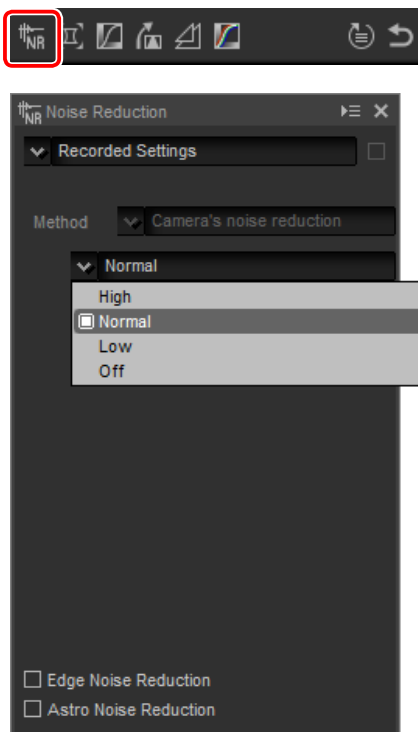 NR
NR Noise Reduction
Recorded Settings
Method Camera's noise reduction
Normal
High
Normal
Low
Off
Edge Noise Reduction
Astro Noise Reduction